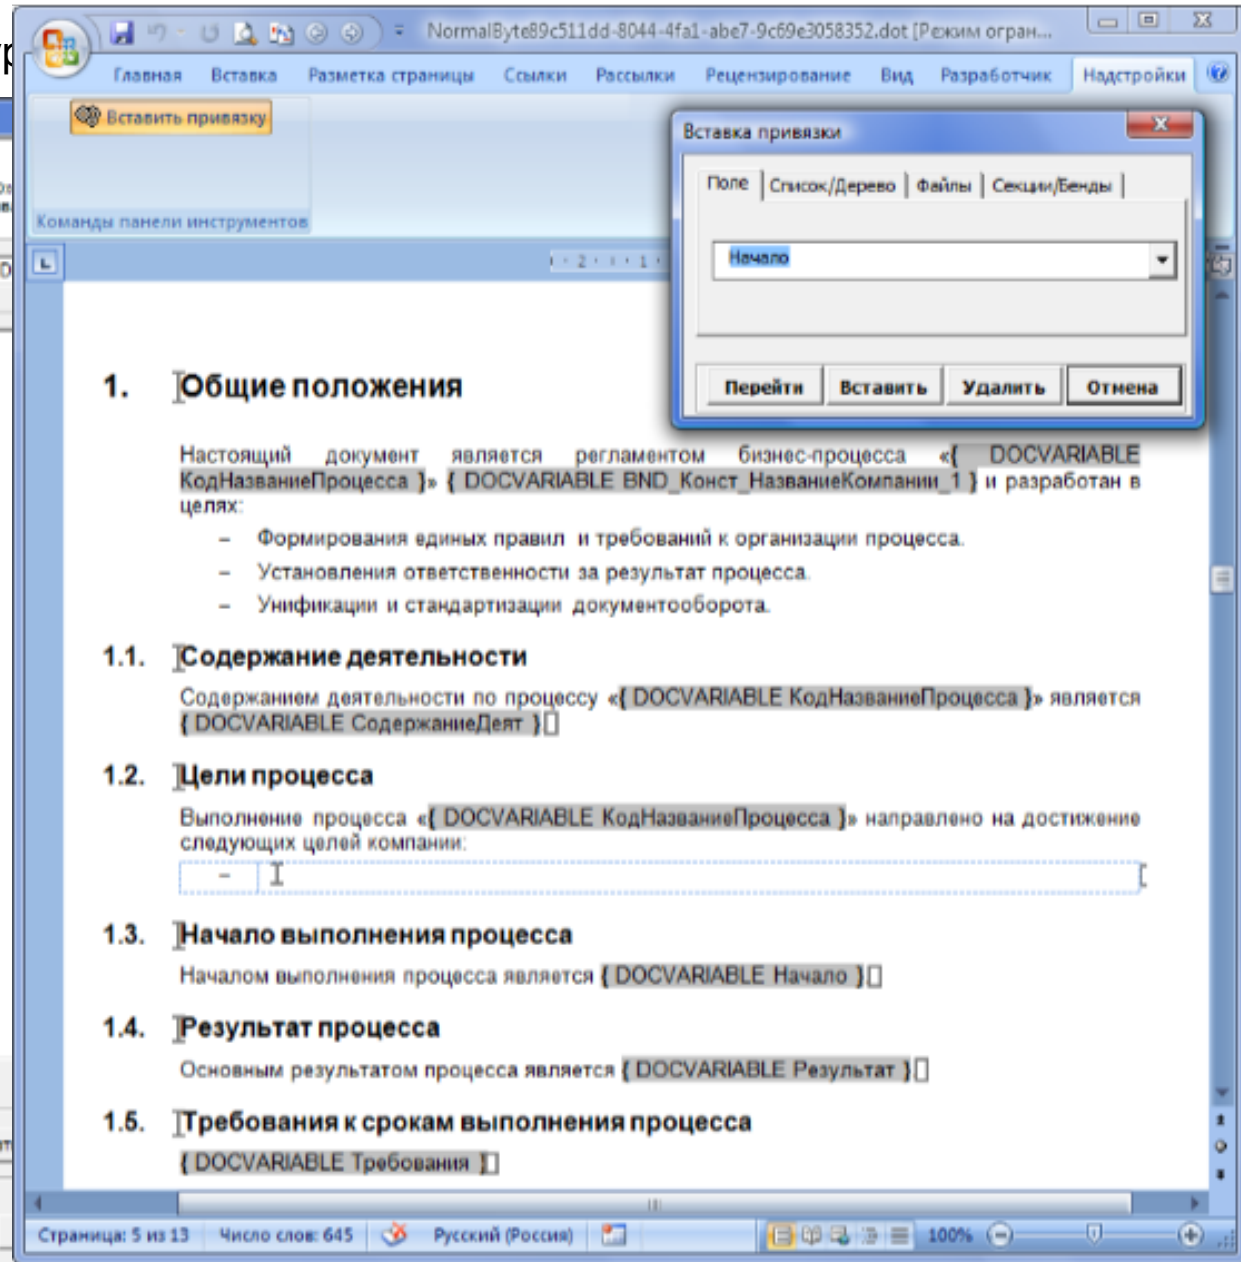 NormalByte89c511dd-8044-4fa1-abe7-9c69e3058352.dot [Режим огран...
Главная Вставка Разметка страницы Ссылки Рассылки Рецензирование Вид Разработчик Надстройки
Вставить привязку
Команды панели инструментов
Вставка привязки
Поле Список/Дерево Файлы Секции/Бенды
Начало
Перейти Вставить Удалить Отмена
2 1
1. Общие положения
Настоящий документ является регламентом бизнес-процесса «{ DOCVARIABLE
КодНазваниеПроцесса }» { DOCVARIABLE BND_Конст_НазваниеКомпании_1 } и разработан в
целях:
– Формирования единых правил и требований к организации процесса.
– Установления ответственности за результат процесса.
– Унификации и стандартизации документооборота.
1.1. Содержание деятельности
Содержанием деятельности по процессу «{ DOCVARIABLE КодНазваниеПроцесса }» является
{ DOCVARIABLE СодержаниеДеят }
1.2. Цели процесса
Выполнение процесса «{ DOCVARIABLE КодНазваниеПроцесса }» направлено на достижение
следующих целей компании:
–
1.3. Начало выполнения процесса
Началом выполнения процесса является { DOCVARIABLE Начало }
1.4. Результат процесса
Основным результатом процесса является { DOCVARIABLE Результат }
1.5. Требования к срокам выполнения процесса
{ DOCVARIABLE Требования }
Страница: 5 из 13 Число слов: 645 Русский (Россия) 100%